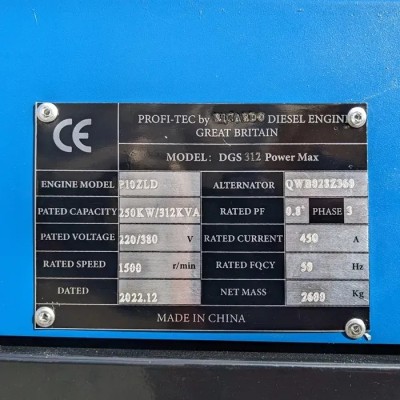 CE
PROFI-TEC by RICARDO DIESEL ENGINE
GREAT BRITAIN
MODEL: DGS 312 Power Max
ENGINE MODEL P10ZLD ALTERNATOR QWB028Z360
PATED CAPACITY 250KW/312KVA RATED PF 0.8 PHASE 3
PATED VOLTAGE 220/380 V RATED CURRENT 450 A
RATED SPEED 1500 r/min RATED FQCY 50 Hz
DATED 2022.12 NET MASS 2600 Kg
MADE IN CHINA